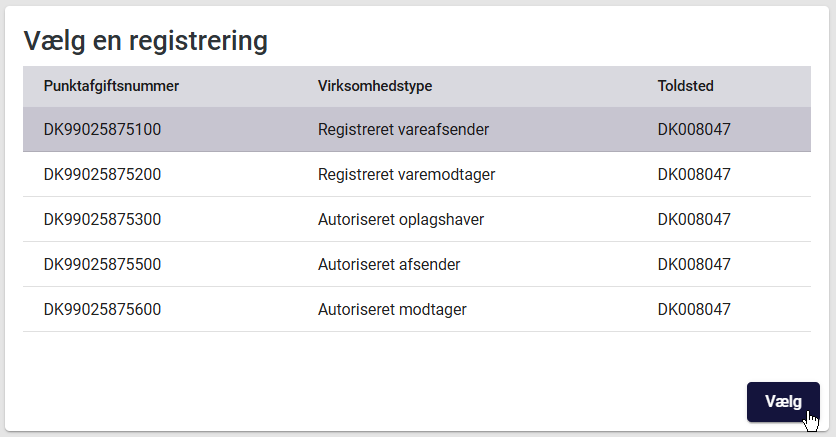 Vælg en registrering
Punktafgiftsnummer Virksomhedstype Toldsted
DK99025875100 Registreret vareafsender DK008047
DK99025875200 Registreret varemodtager DK008047
DK99025875300 Autoriseret oplagshaver DK008047
DK99025875500 Autoriseret afsender DK008047
DK99025875600 Autoriseret modtager DK008047
Vælg